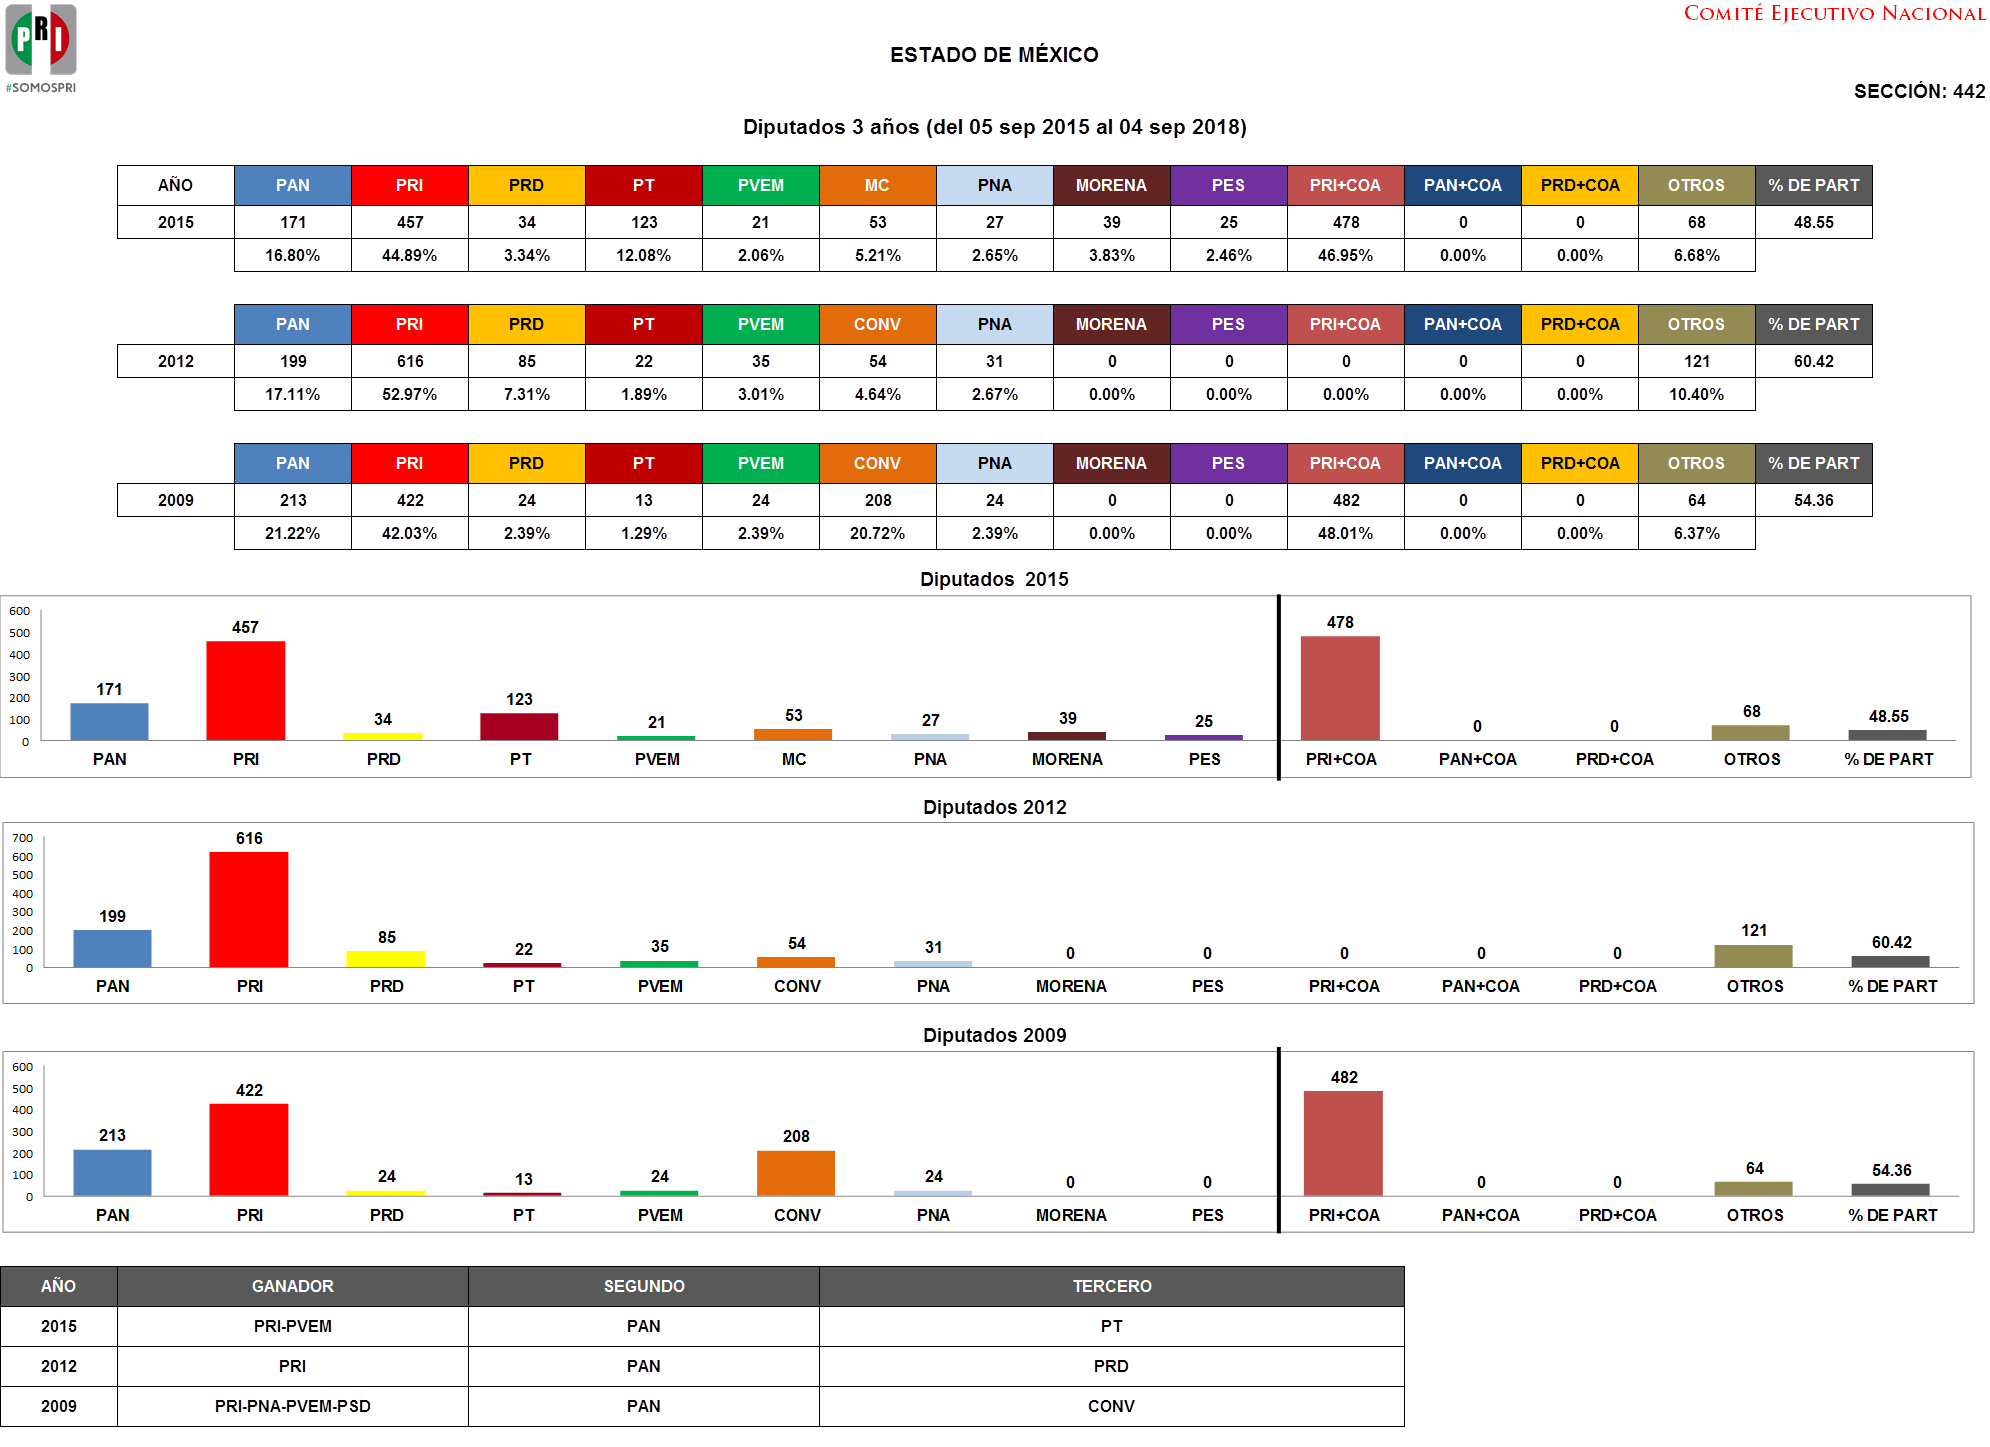 PRI
#SOMOSPRI
COMITÉ EJECUTIVO NACIONAL
ESTADO DE MÉXICO
SECCIÓN: 442
Diputados 3 años (del 05 sep 2015 al 04 sep 2018)
AÑO PAN PRI PRD PT PVEM MC PNA MORENA PES PRI+COA PAN+COA PRD+COA OTROS % DE PART
2015 171 457 34 123 21 53 27 39 25 478 0 0 68 48.55
16.80% 44.89% 3.34% 12.08% 2.06% 5.21% 2.65% 3.83% 2.46% 46.95% 0.00% 0.00% 6.68%
PAN PRI PRD PT PVEM CONV PNA MORENA PES PRI+COA PAN+COA PRD+COA OTROS % DE PART
2012 199 616 85 22 35 54 31 0 0 0 0 0 121 60.42
17.11% 52.97% 7.31% 1.89% 3.01% 4.64% 2.67% 0.00% 0.00% 0.00% 0.00% 0.00% 10.40%
PAN PRI PRD PT PVEM CONV PNA MORENA PES PRI+COA PAN+COA PRD+COA OTROS % DE PART
2009 213 422 24 13 24 208 24 0 0 482 0 0 64 54.36
21.22% 42.03% 2.39% 1.29% 2.39% 20.72% 2.39% 0.00% 0.00% 48.01% 0.00% 0.00% 6.37%
Diputados 2015
600
500
400
300
200
100
0
171 457 34 123 21 53 27 39 25 478 0 0 68 48.55
PAN PRI PRD PT PVEM MC PNA MORENA PES PRI+COA PAN+COA PRD+COA OTROS % DE PART
Diputados 2012
700
600
500
400
300
200
100
0
199 616 85 22 35 54 31 0 0 0 0 0 121 60.42
PAN PRI PRD PT PVEM CONV PNA MORENA PES PRI+COA PAN+COA PRD+COA OTROS % DE PART
Diputados 2009
600
500
400
300
200
100
0
213 422 24 13 24 208 24 0 0 482 0 0 64 54.36
PAN PRI PRD PT PVEM CONV PNA MORENA PES PRI+COA PAN+COA PRD+COA OTROS % DE PART
AÑO GANADOR SEGUNDO TERCERO
2015 PRI-PVEM PAN PT
2012 PRI PAN PRD
2009 PRI-PNA-PVEM-PSD PAN CONV